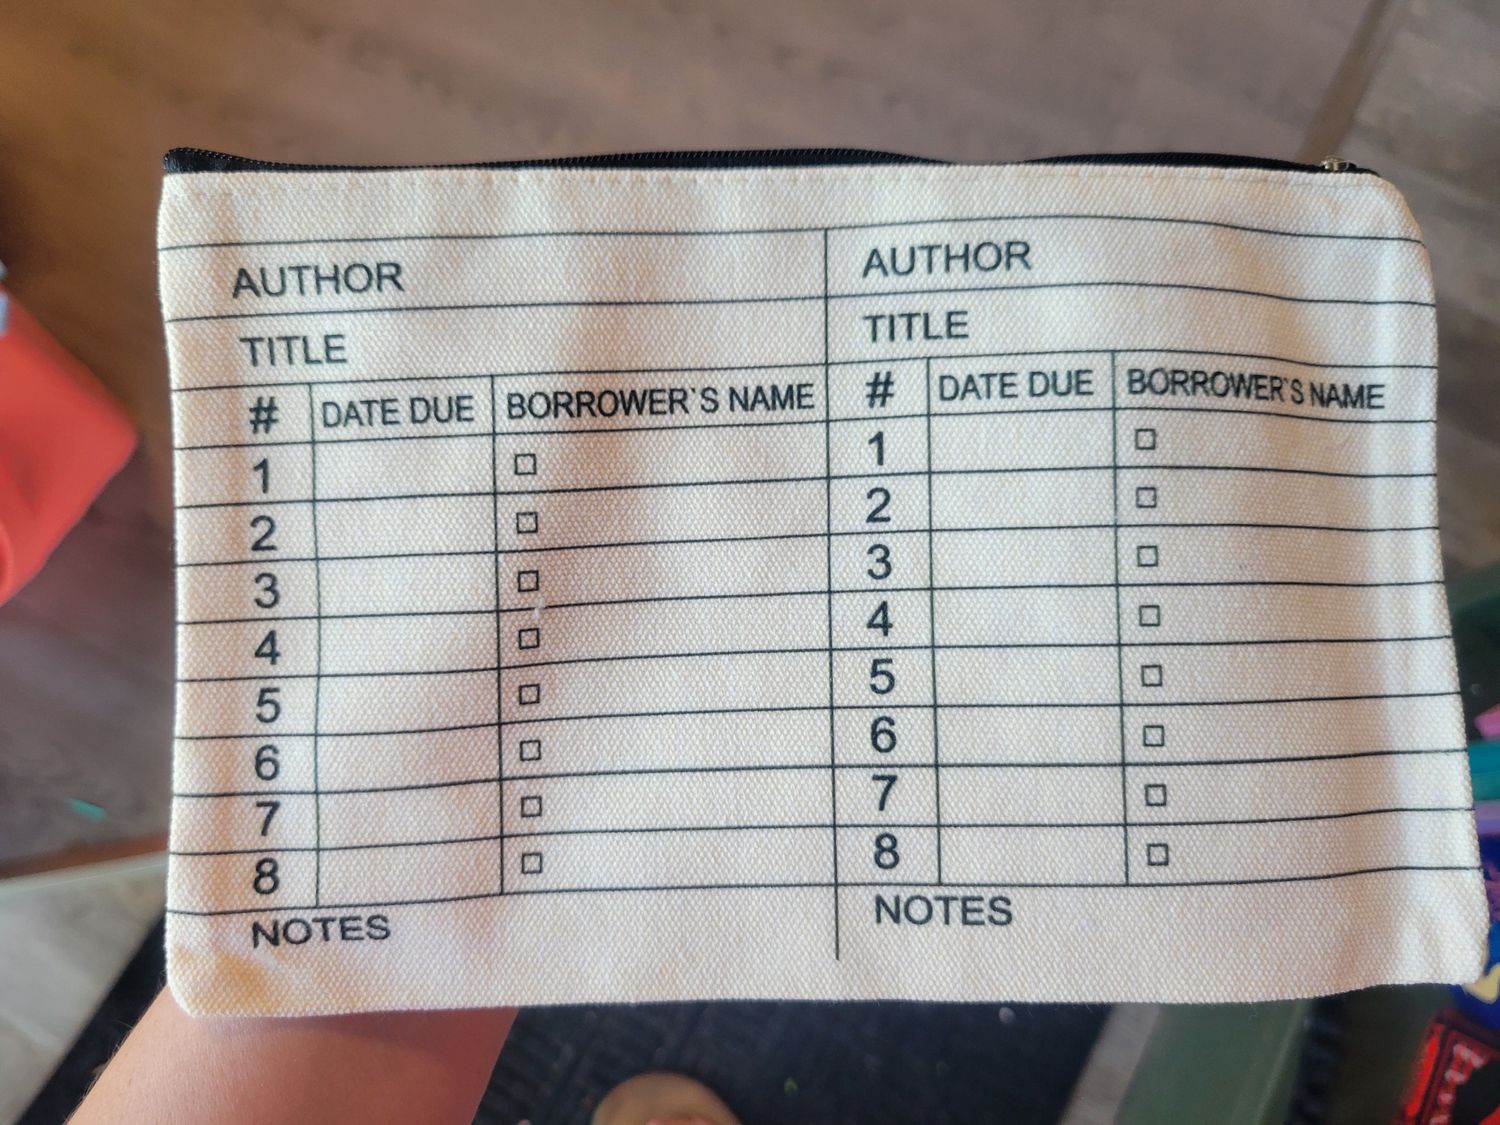 AUTHOR
TITLE
# DATE DUE BORROWER`S NAME
1 □
2 □
3 □
4 □
5 □
6 □
7 □
8 □
NOTES
AUTHOR
TITLE
# DATE DUE BORROWER`S NAME
1 □
2 □
3 □
4 □
5 □
6 □
7 □
8 □
NOTES